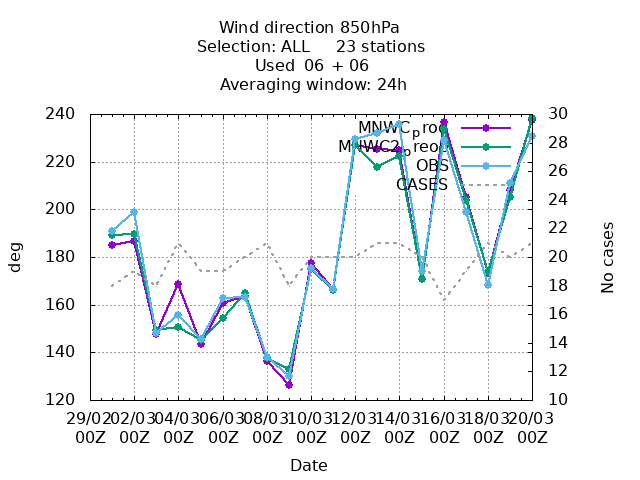 Wind direction 850hPa
Selection: ALL 23 stations
Used 06 + 06
Averaging window: 24h
240 30
220 28
200 26
180 24
160 22
140 20
120 18
16
14
12
10
deg
No cases
MNWC_prod
MNWC2_preop
OBS
CASES
29/02 02/03 04/03 06/03 08/03 10/03 12/03 14/03 16/03 18/03 20/03
00Z 00Z 00Z 00Z 00Z 00Z 00Z 00Z 00Z 00Z 00Z
Date